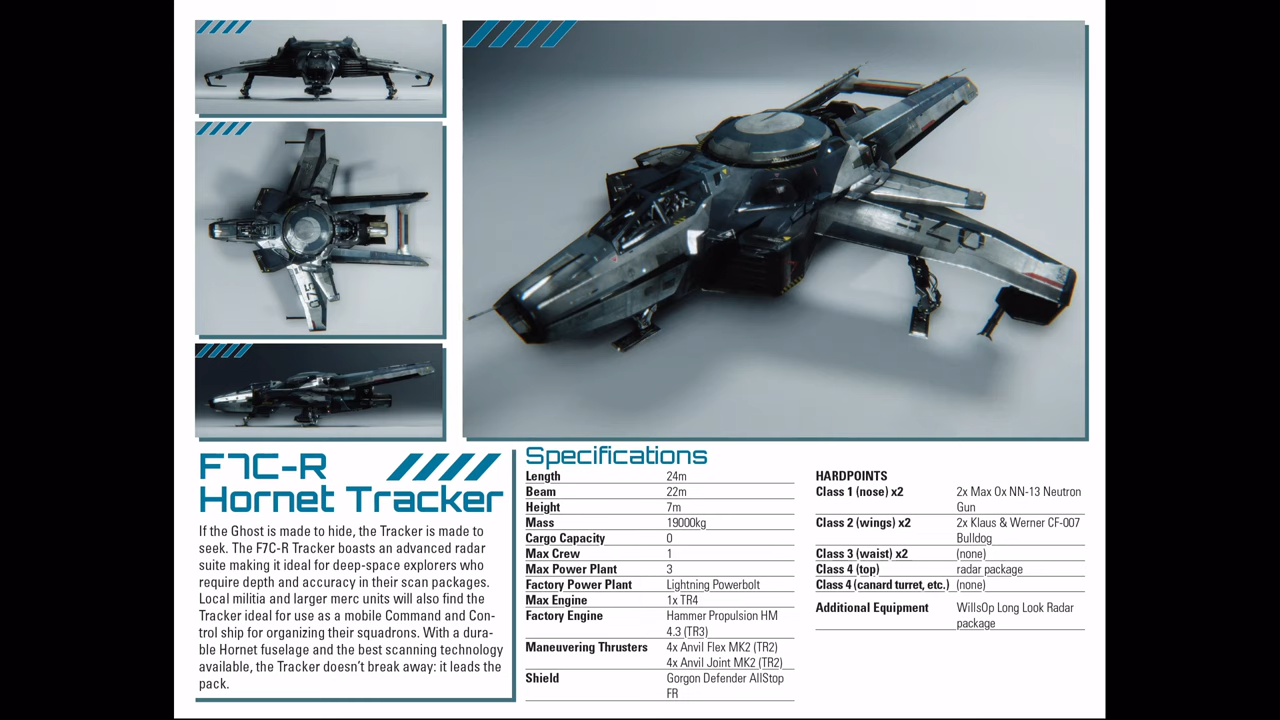 F7C-R
Hornet Tracker
If the Ghost is made to hide, the Tracker is made to
seek. The F7C-R Tracker boasts an advanced radar
suite making it ideal for deep-space explorers who
require depth and accuracy in their scan packages.
Local militia and larger merc units will also find the
Tracker ideal for use as a mobile Command and Con-
trol ship for organizing their squadrons. With a dura-
ble Hornet fuselage and the best scanning technology
available, the Tracker doesn't break away: it leads the
pack.
Specifications
Length 24m
Beam 22m
Height 7m
Mass 19000kg
Cargo Capacity 0
Max Crew 1
Max Power Plant 3
Factory Power Plant Lightning Powerbolt
Max Engine 1x TR4
Factory Engine Hammer Propulsion HM
4.3 (TR3)
Maneuvering Thrusters 4x Anvil Flex MK2 (TR2)
4x Anvil Joint MK2 (TR2)
Shield Gorgon Defender AllStop
FR
HARDPOINTS
Class 1 (nose) x2 2x Max Ox NN-13 Neutron
Gun
Class 2 (wings) x2 2x Klaus & Werner CF-007
Bulldog
Class 3 (waist) x2 (none)
Class 4 (top) radar package
Class 4 (canard turret, etc.) (none)
Additional Equipment WillsOp Long Look Radar
package